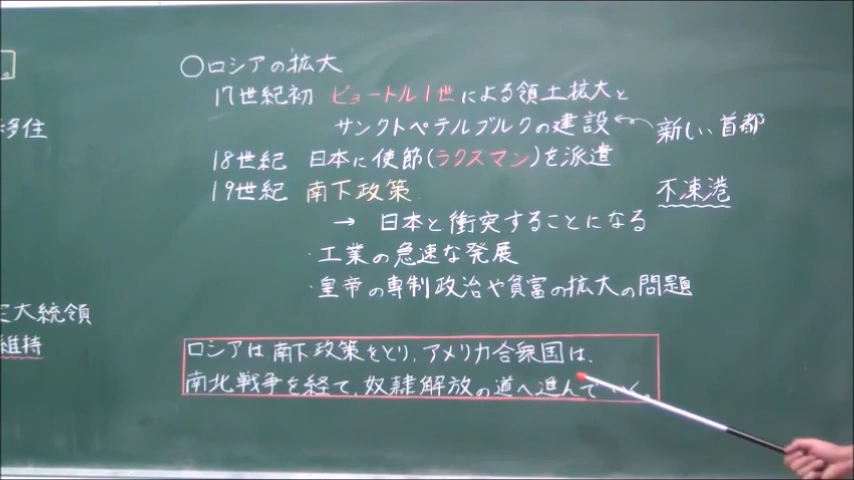 。
移住
大統領
維持
○ロシアの拡大
17世紀初 ピョートル1世による領土拡大と
サンクトペテルブルクの建設 新しい首都
18世紀 日本に使節(ラクスマン)を派遣
19世紀 南下政策 不凍港
→ 日本と衝突することになる
・工業の急速な発展
・皇帝の専制政治や貧富の拡大の問題
ロシアは、南下政策をとり、アメリカ合衆国は、
南北戦争を経て、奴隷解放の道へ進んでいく。